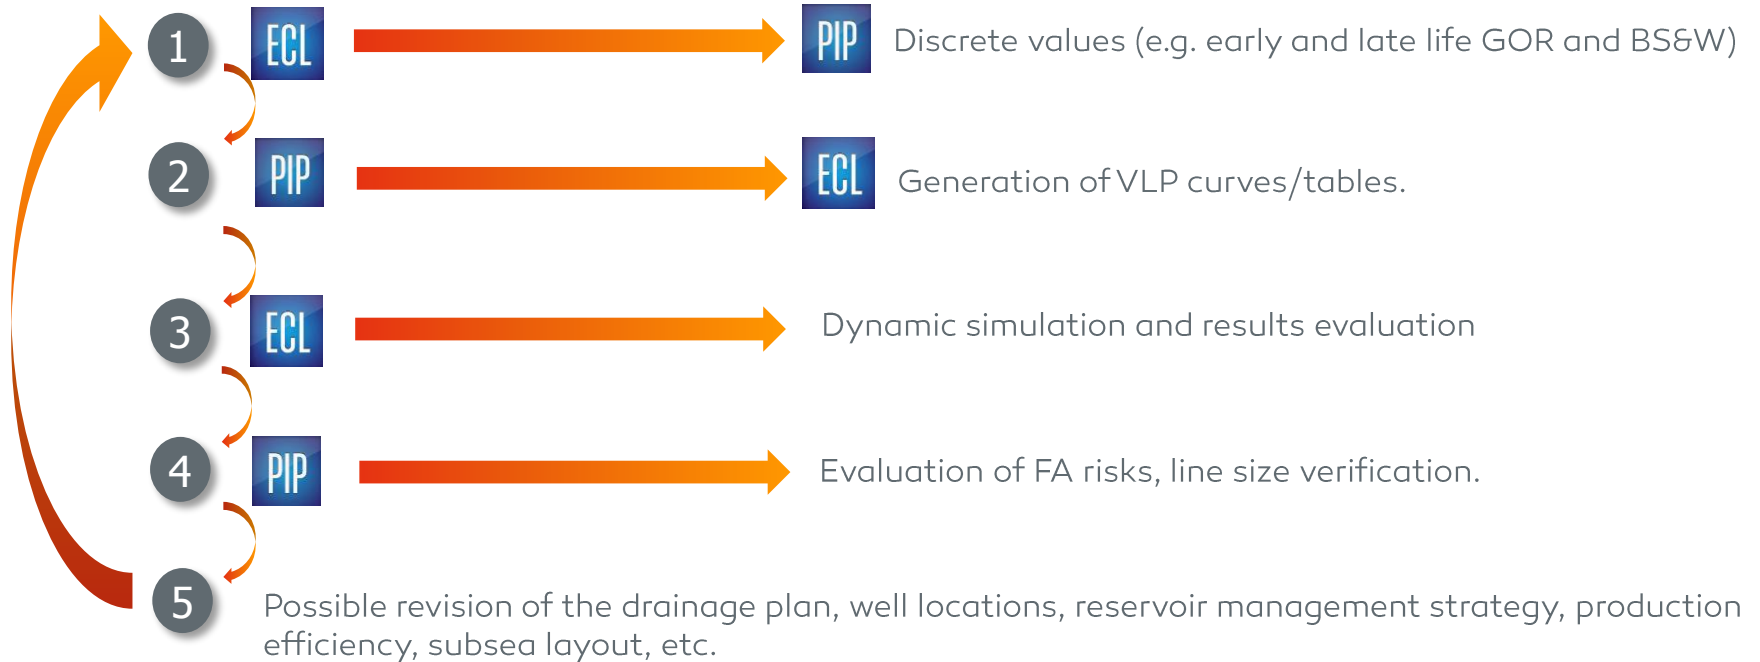 1 ECL PIP Discrete values (e.g. early and late life GOR and BS&W)
2 PIP ECL Generation of VLP curves/tables.
3 ECL Dynamic simulation and results evaluation
4 PIP Evaluation of FA risks, line size verification.
5 Possible revision of the drainage plan, well locations, reservoir management strategy, production
efficiency, subsea layout, etc.